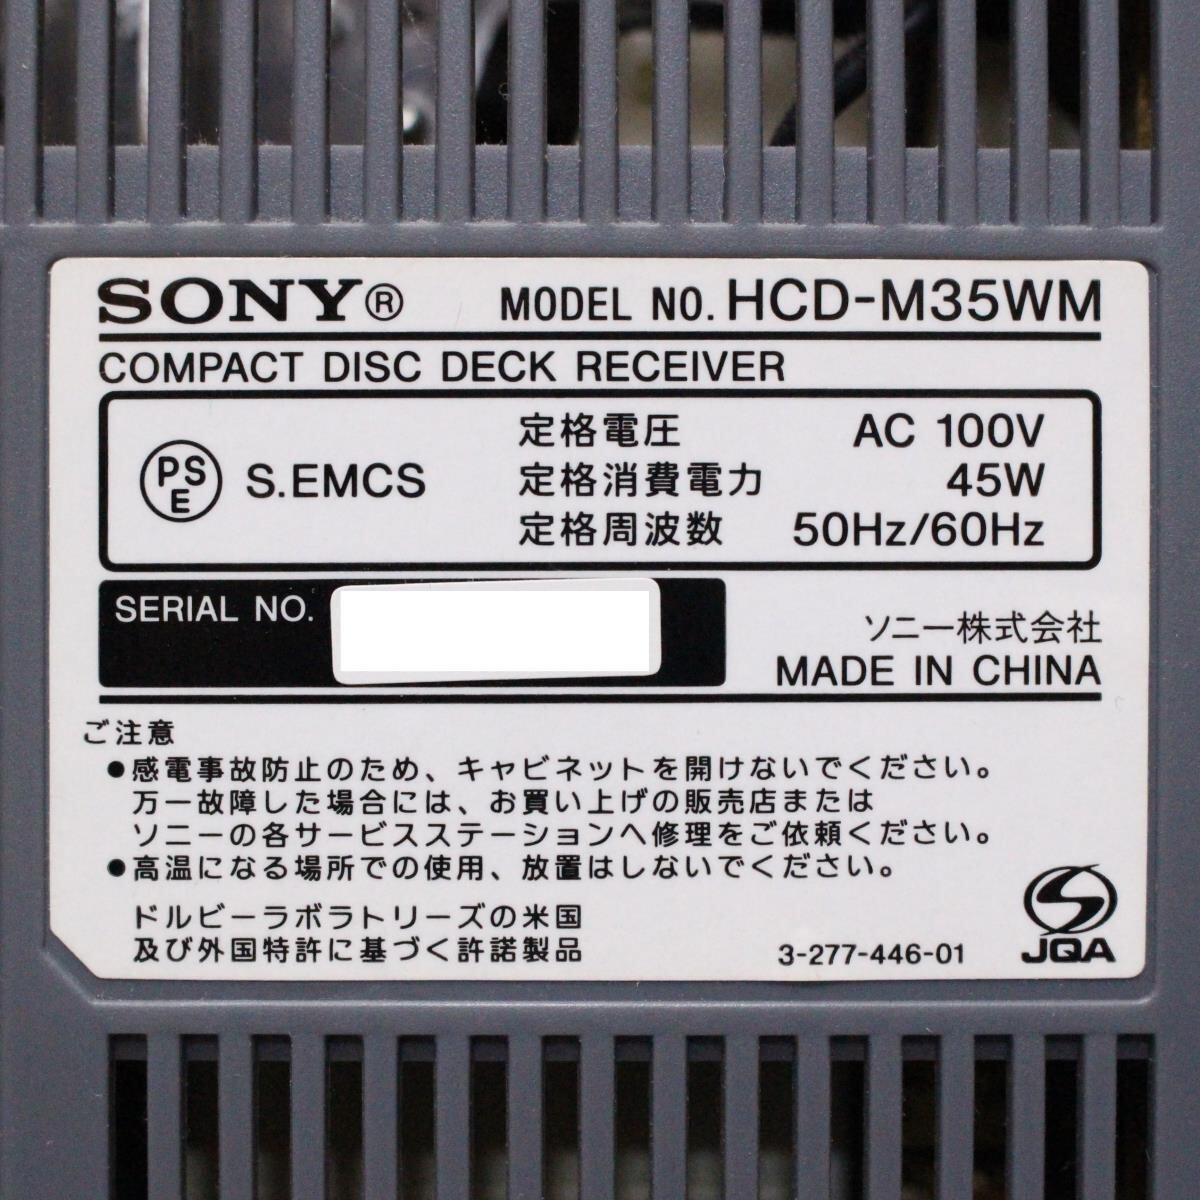 SONY® MODEL NO. HCD-M35WM
COMPACT DISC DECK RECEIVER
PSE S.EMCS
定格電圧 AC 100V
定格消費電力 45W
定格周波数 50Hz/60Hz
SERIAL NO.
ソニー株式会社
MADE IN CHINA
ご注意
●感電事故防止のため、キャビネットを開けないでください。
万一故障した場合には、お買い上げの販売店または
ソニーの各サービスステーションへ修理をご依頼ください。
●高温になる場所での使用、放置はしないでください。
ドルビーラボラトリーズの米国
及び外国特許に基づく許諾製品
3-277-446-01
JQA